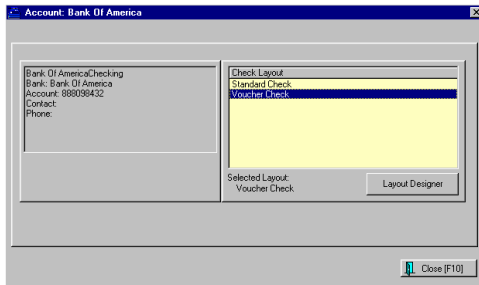 Account: Bank Of America
Bank Of AmericaChecking
Bank: Bank Of America
Account: 888098432
Contact:
Phone:
Check Layout
Standard Check
Voucher Check
Selected Layout:
Voucher Check
Layout Designer
Close [F10]